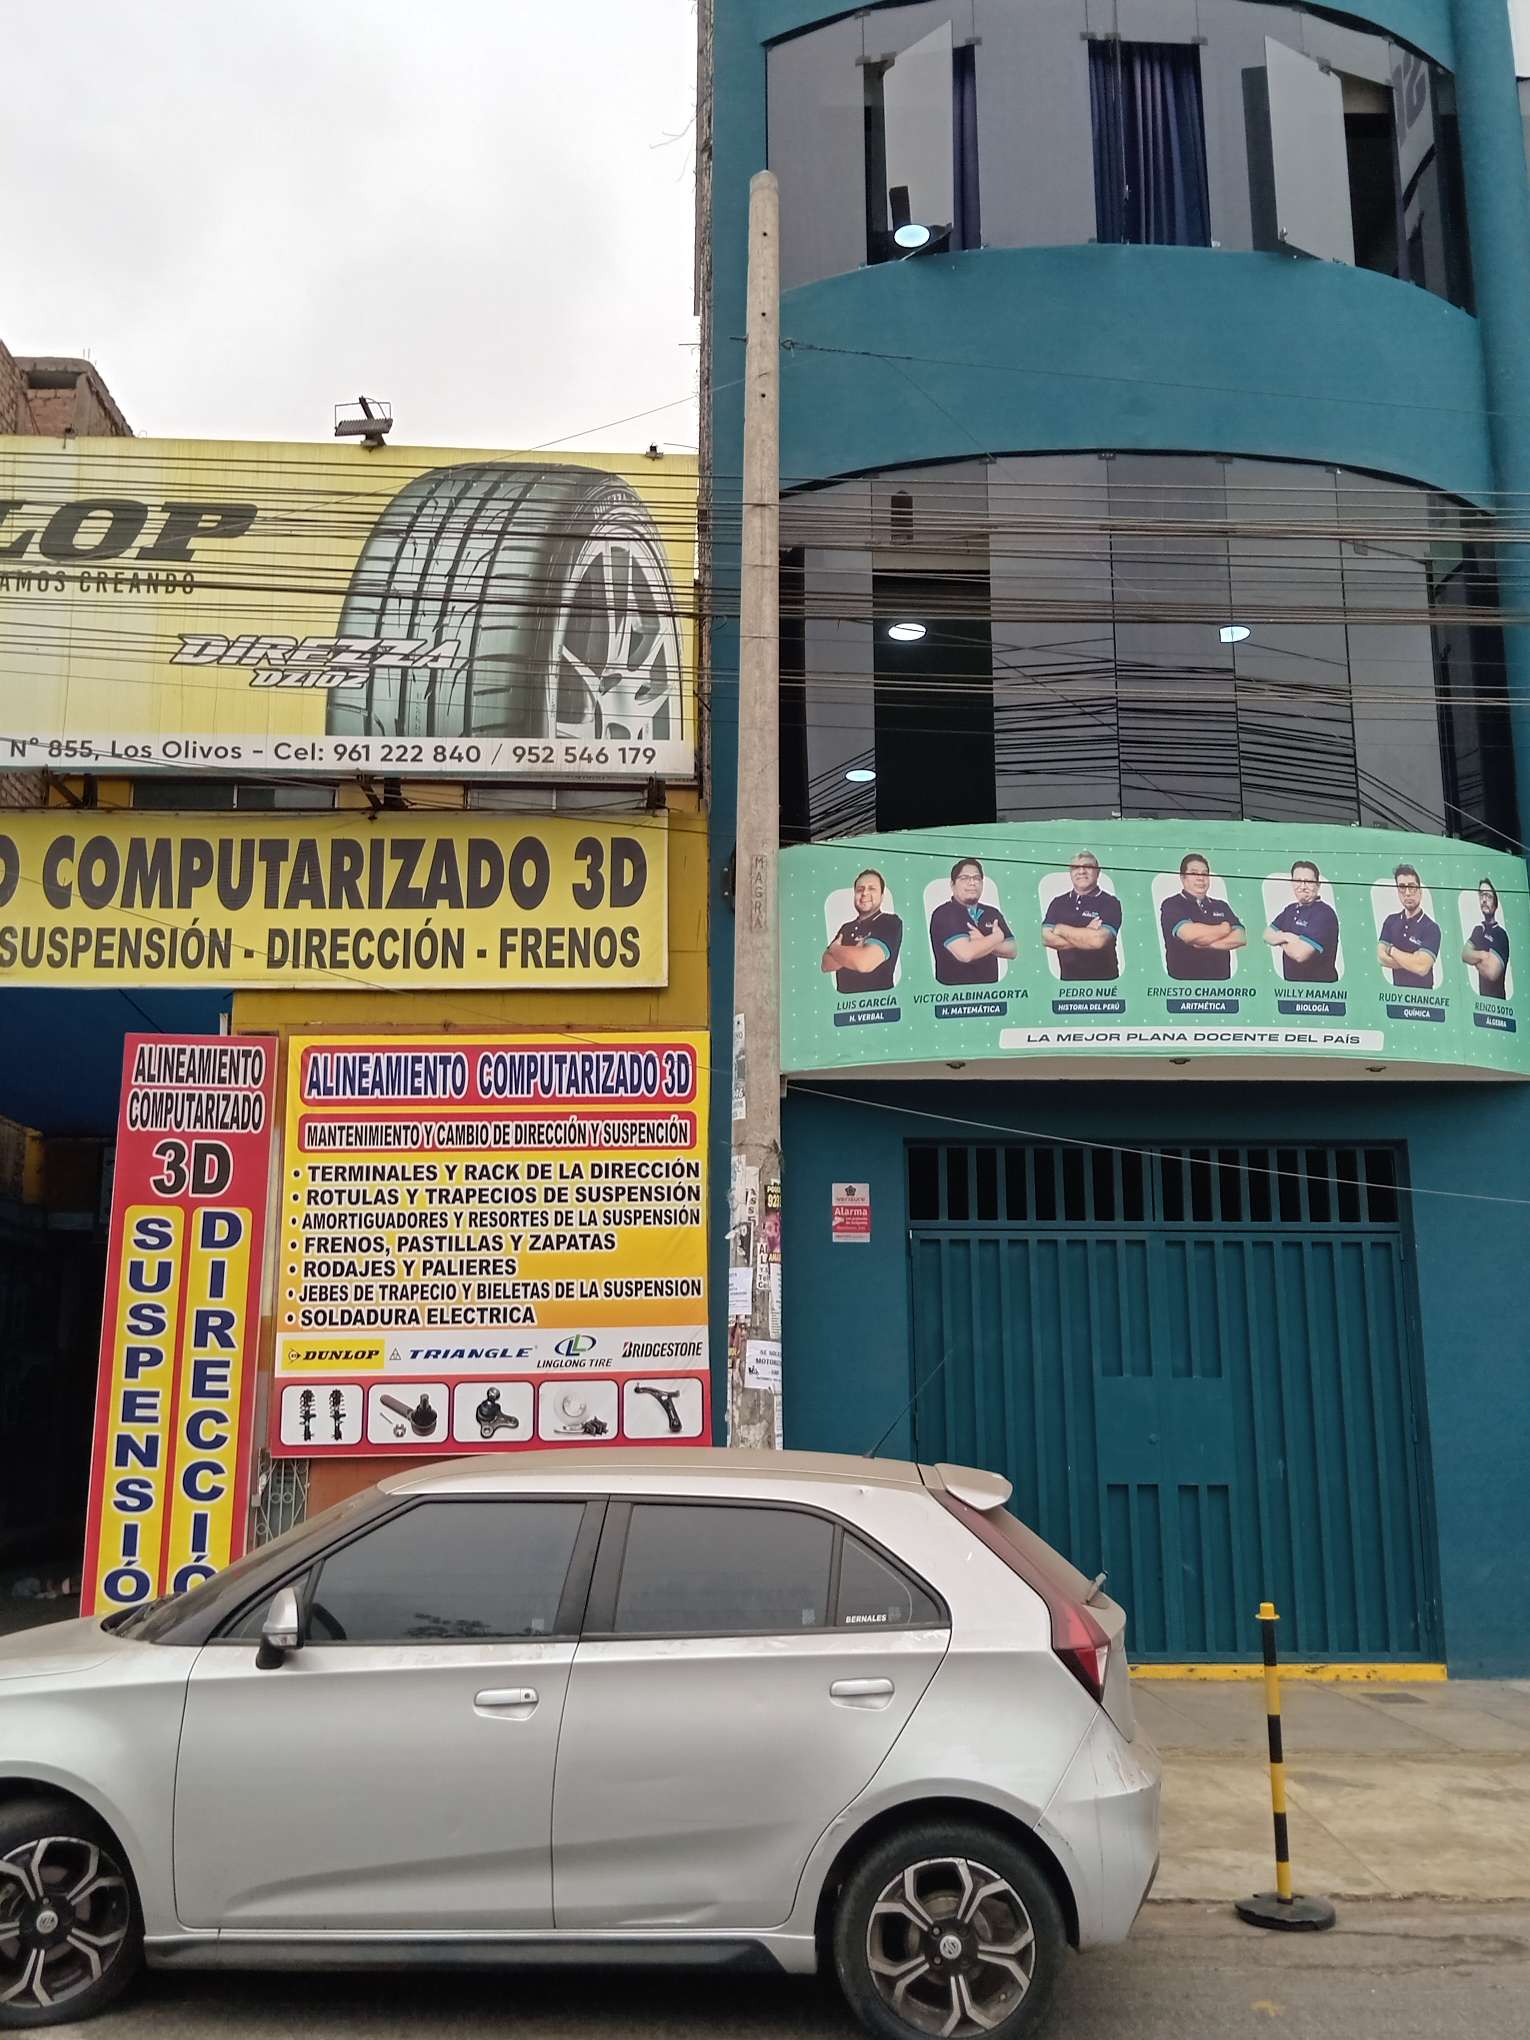 LOP
AMOS CREANDO
DIREZZA
DZ102
N° 855, Los Olivos - Cel: 961 222 840 / 952 546 179
O COMPUTARIZADO 3D
SUSPENSIÓN - DIRECCIÓN - FRENOS
ALINEAMIENTO
COMPUTARIZADO
3D
SUSPENSIÓ
DIRECCIÓ
ALINEAMIENTO COMPUTARIZADO 3D
MANTENIMIENTO Y CAMBIO DE DIRECCIÓN Y SUSPENCIÓN
• TERMINALES Y RACK DE LA DIRECCIÓN
• ROTULAS Y TRAPECIOS DE SUSPENSIÓN
• AMORTIGUADORES Y RESORTES DE LA SUSPENSIÓN
• FRENOS, PASTILLAS Y ZAPATAS
• RODAJES Y PALIERES
• JEBES DE TRAPECIO Y BIELETAS DE LA SUSPENSION
• SOLDADURA ELECTRICA
DUNLOP TRIANGLE LINGLONG TIRE BRIDGESTONE
MAGRA
LUIS GARCÍA
H. VERBAL
VICTOR ALBINAGORTA
H. MATEMÁTICA
PEDRO NUÉ
HISTORIA DEL PERÚ
ERNESTO CHAMORRO
ARITMÉTICA
WILLY MAMANI
BIOLOGÍA
RUDY CHANCAFE
QUÍMICA
RENZO SOTO
ÁLGEBRA
LA MEJOR PLANA DOCENTE DEL PAÍS
verisure
Alarma
BERNALES